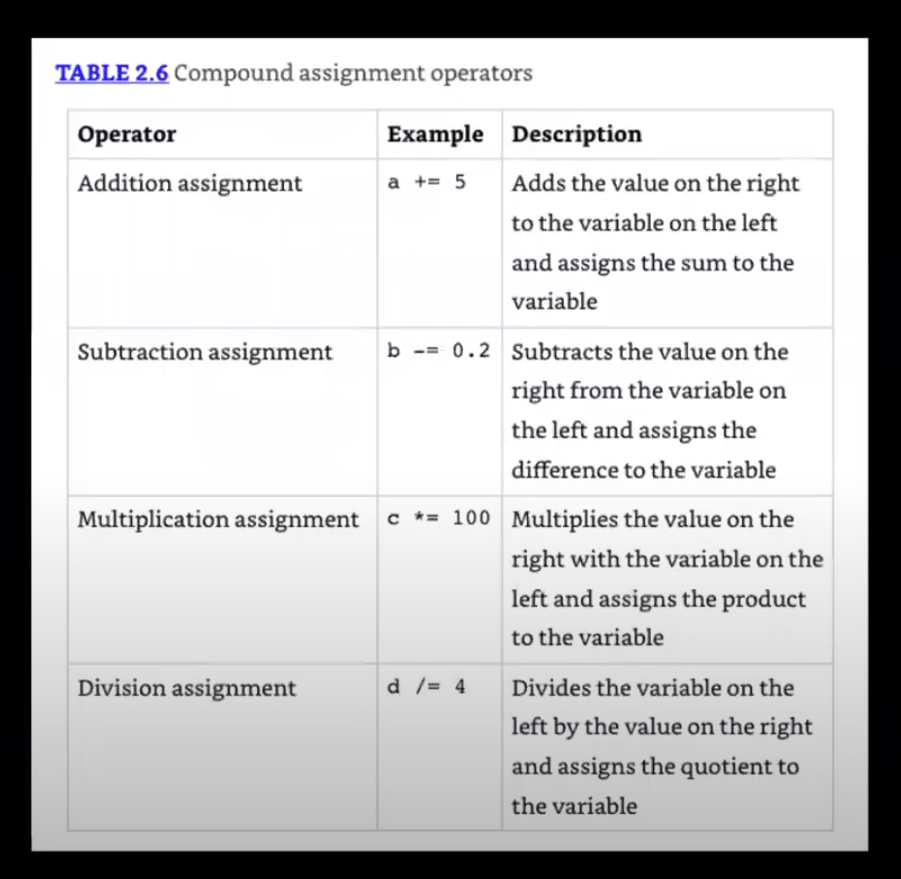 TABLE 2.6 Compound assignment operators
Operator Example Description
Addition assignment a += 5 Adds the value on the right
to the variable on the left
and assigns the sum to the
variable
Subtraction assignment b -= 0.2 Subtracts the value on the
right from the variable on
the left and assigns the
difference to the variable
Multiplication assignment c *= 100 Multiplies the value on the
right with the variable on the
left and assigns the product
to the variable
Division assignment d /= 4 Divides the variable on the
left by the value on the right
and assigns the quotient to
the variable